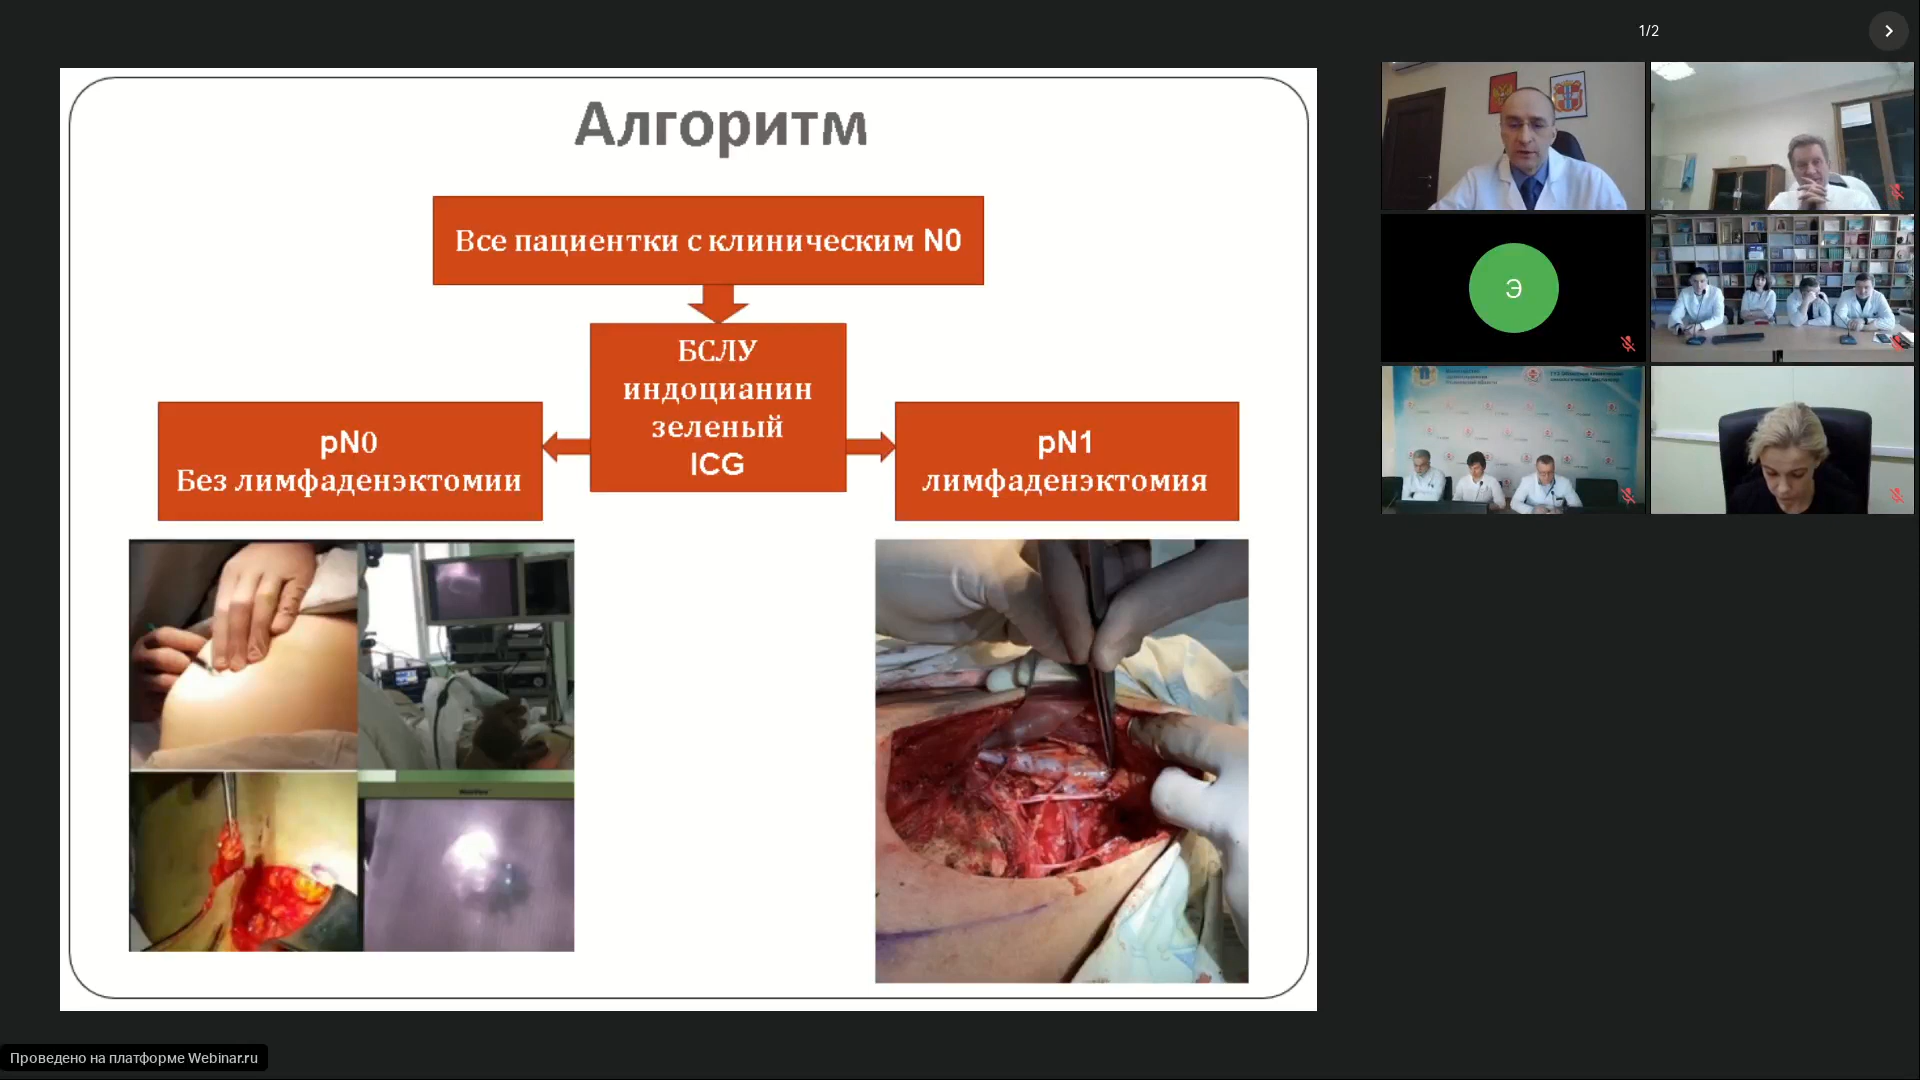 1/2
Алгоритм
Все пациентки с клиническим N0
БСЛУ
индоцианин
зеленый
ICG
pN0
Без лимфаденэктомии
pN1
лимфаденэктомия
Э
Проведено на платформе Webinar.ru